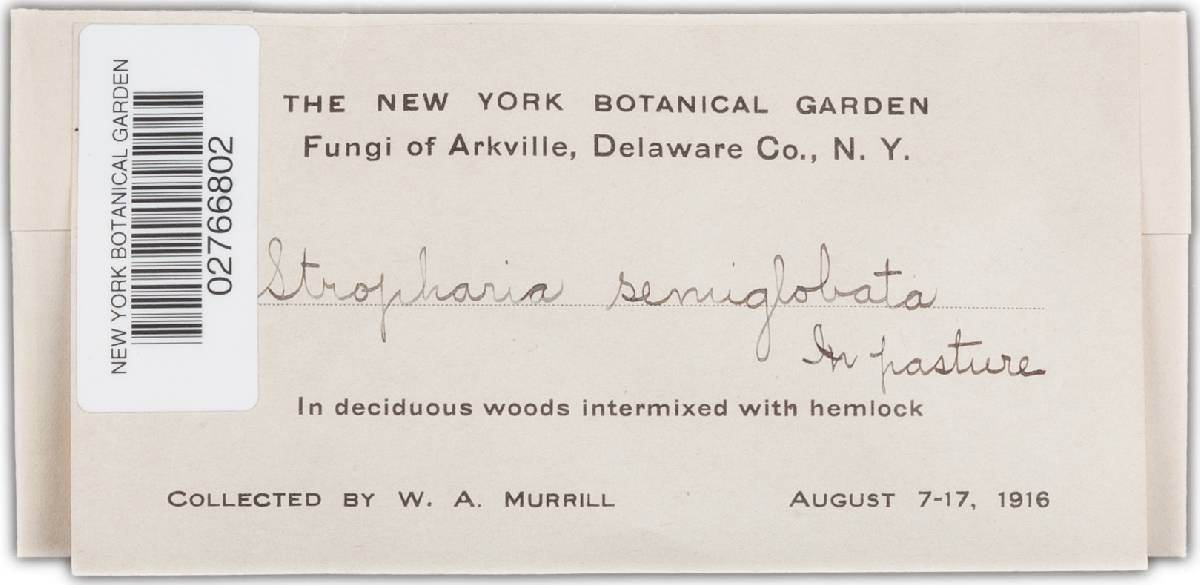 NEW YORK BOTANICAL GARDEN
02766802
THE NEW YORK BOTANICAL GARDEN
Fungi of Arkville, Delaware Co., N. Y.
Stropharia semiglobata
In pasture
In deciduous woods intermixed with hemlock
COLLECTED BY W. A. MURRILL AUGUST 7-17, 1916